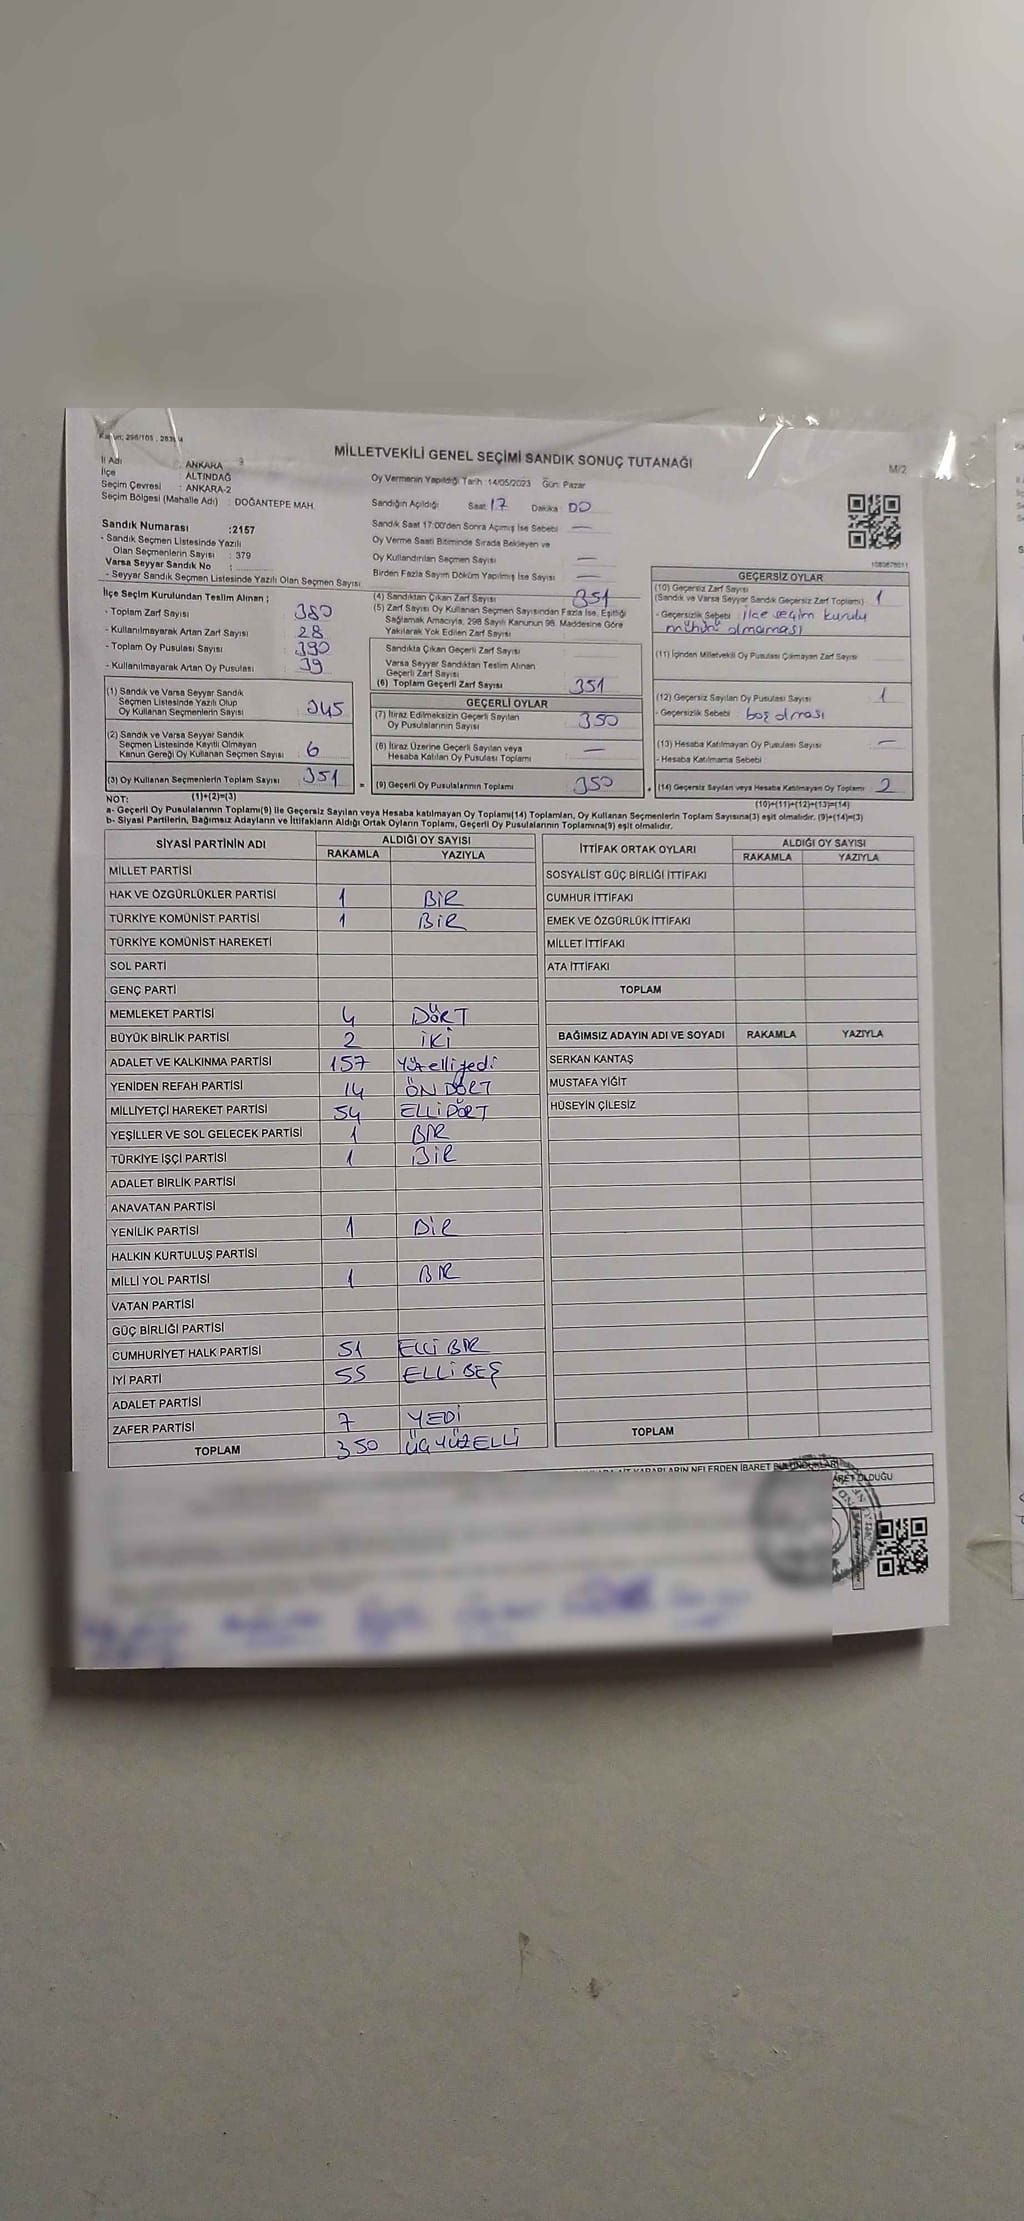 MİLLETVEKİLİ GENEL SEÇİMİ SANDIK SONUÇ TUTANAĞI
M/2
İl Adı : ANKARA
İlçe : ALTINDAĞ
Seçim Çevresi : ANKARA-2
Seçim Bölgesi (Mahalle Adı) : DOĞANTEPE MAH.
Oy Vermenin Yapıldığı Tarih :14/05/2023 Gün: Pazar
Sandığın Açıldığı Saat 17 Dakika 00
Sandık Saat 17:00'den Sonra Açımış İse Sebebi —
Oy Verme Saati Bitiminde Sırada Bekleyen ve
Oy Kullandırılan Seçmen Sayısı —
Birden Fazla Sayım Döküm Yapılmış İse Sayısı —
Sandık Numarası :2157
- Sandık Seçmen Listesinde Yazılı
Olan Seçmenlerin Sayısı : 379
Varsa Seyyar Sandık No :
- Seyyar Sandık Seçmen Listesinde Yazılı Olan Seçmen Sayısı
İlçe Seçim Kurulundan Teslim Alınan ;
- Toplam Zarf Sayısı : 380
- Kullanılmayarak Artan Zarf Sayısı : 28
- Toplam Oy Pusulası Sayısı : 390
- Kullanılmayarak Artan Oy Pusulası : 39
(1) Sandık ve Varsa Seyyar Sandık
Seçmen Listesinde Yazılı Olup
Oy Kullanan Seçmenlerin Sayısı : 345
(2) Sandık ve Varsa Seyyar Sandık
Seçmen Listesinde Kayıtlı Olmayan
Kanun Gereği Oy Kullanan Seçmen Sayısı : 6
(3) Oy Kullanan Seçmenlerin Toplam Sayısı : 351
(4) Sandıktan Çıkan Zarf Sayısı 351
(5) Zarf Sayısı Oy Kullanan Seçmen Sayısından Fazla İse, Eşitliği
Sağlamak Amacıyla, 298 Sayılı Kanunun 98. Maddesine Göre
Yakılarak Yok Edilen Zarf Sayısı
Sandıkta Çıkan Geçerli Zarf Sayısı
Varsa Seyyar Sandıktan Teslim Alınan
Geçerli Zarf Sayısı
(6) Toplam Geçerli Zarf Sayısı 351
GEÇERLİ OYLAR
(7) İtiraz Edilmeksizin Geçerli Sayılan
Oy Pusulalarının Sayısı 350
(8) İtiraz Üzerine Geçerli Sayılan veya
Hesaba Katılan Oy Pusulası Toplamı —
(9) Geçerli Oy Pusulalarının Toplamı 350
GEÇERSİZ OYLAR
(10) Geçersiz Zarf Sayısı
(Sandık ve Varsa Seyyar Sandık Geçersiz Zarf Toplamı) 1
- Geçersizlik Sebebi ilçe seçim kurulu
mührü olmaması
(11) İçinden Milletvekili Oy Pusulası Çıkmayan Zarf Sayısı
(12) Geçersiz Sayılan Oy Pusulası Sayısı 1
- Geçersizlik Sebebi : boş olması
(13) Hesaba Katılmayan Oy Pusulası Sayısı —
- Hesaba Katılmama Sebebi
(14) Geçersiz Sayılan veya Hesaba Katılmayan Oy Toplamı 2
NOT: (1)+(2)=(3)
(10)+(11)+(12)+(13)=(14)
a- Geçerli Oy Pusulalarının Toplamı(9) ile Geçersiz Sayılan veya Hesaba katılmayan Oy Toplamı(14) Toplamları, Oy Kullanan Seçmenlerin Toplam Sayısına(3) eşit olmalıdır. (9)+(14)=(3)
b- Siyasi Partilerin, Bağımsız Adayların ve İttifakların Aldığı Ortak Oyların Toplamı, Geçerli Oy Pusulalarının Toplamına(9) eşit olmalıdır.
SİYASİ PARTİNİN ADI ALDIĞI OY SAYISI
RAKAMLA YAZIYLA
MİLLET PARTİSİ
HAK VE ÖZGÜRLÜKLER PARTİSİ 1 BİR
TÜRKİYE KOMÜNİST PARTİSİ 1 BİR
TÜRKİYE KOMÜNİST HAREKETİ
SOL PARTİ
GENÇ PARTİ
MEMLEKET PARTİSİ 4 DÖRT
BÜYÜK BİRLİK PARTİSİ 2 İKİ
ADALET VE KALKINMA PARTİSİ 157 Yüzelliyedi
YENİDEN REFAH PARTİSİ 14 ÖN DÖRT
MİLLİYETÇİ HAREKET PARTİSİ 54 ELLİDÖRT
YEŞİLLER VE SOL GELECEK PARTİSİ 1 BİR
TÜRKİYE İŞÇİ PARTİSİ 1 BİR
ADALET BİRLİK PARTİSİ
ANAVATAN PARTİSİ
YENİLİK PARTİSİ 1 BİR
HALKIN KURTULUŞ PARTİSİ
MİLLİ YOL PARTİSİ 1 BİR
VATAN PARTİSİ
GÜÇ BİRLİĞİ PARTİSİ
CUMHURİYET HALK PARTİSİ 51 ELLİ BİR
İYİ PARTİ 55 ELLİ BEŞ
ADALET PARTİSİ
ZAFER PARTİSİ 7 YEDİ
TOPLAM 350 ÜÇYÜZELLİ
İTTİFAK ORTAK OYLARI ALDIĞI OY SAYISI
RAKAMLA YAZIYLA
SOSYALİST GÜÇ BİRLİĞİ İTTİFAKI
CUMHUR İTTİFAKI
EMEK VE ÖZGÜRLÜK İTTİFAKI
MİLLET İTTİFAKI
ATA İTTİFAKI
TOPLAM
BAĞIMSIZ ADAYIN ADI VE SOYADI RAKAMLA YAZIYLA
SERKAN KANTAŞ
MUSTAFA YİĞİT
HÜSEYİN ÇİLESİZ
TOPLAM